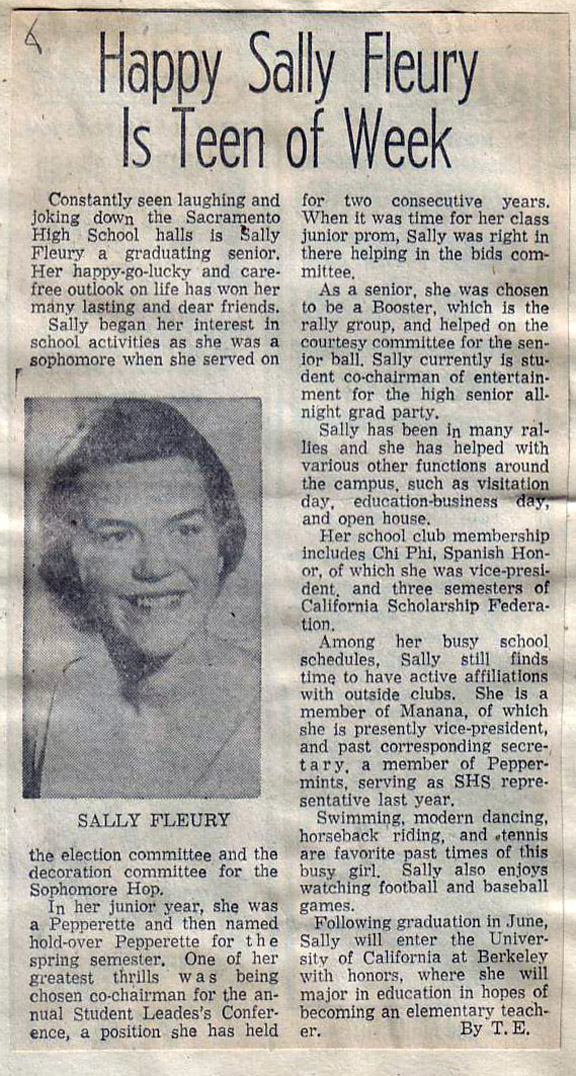 Happy Sally Fleury
Is Teen of Week
Constantly seen laughing and
joking down the Sacramento
High School halls is Sally
Fleury a graduating senior.
Her happy-go-lucky and care-
free outlook on life has won her
many lasting and dear friends.
Sally began her interest in
school activities as she was a
sophomore when she served on
SALLY FLEURY
the election committee and the
decoration committee for the
Sophomore Hop.
In her junior year, she was
a Pepperette and then named
hold-over Pepperette for the
spring semester. One of her
greatest thrills was being
chosen co-chairman for the an-
nual Student Leades's Confer-
ence, a position she has held
for two consecutive years.
When it was time for her class
junior prom, Sally was right in
there helping in the bids com-
mittee.
As a senior, she was chosen
to be a Booster, which is the
rally group, and helped on the
courtesy committee for the sen-
ior ball. Sally currently is stu-
dent co-chairman of entertain-
ment for the high senior all-
night grad party.
Sally has been in many ral-
lies and she has helped with
various other functions around
the campus, such as visitation
day, education-business day,
and open house.
Her school club membership
includes Chi Phi, Spanish Hon-
or, of which she was vice-presi-
dent, and three semesters of
California Scholarship Federa-
tion.
Among her busy school
schedules, Sally still finds
time to have active affiliations
with outside clubs. She is a
member of Manana, of which
she is presently vice-president,
and past corresponding secre-
tary, a member of Pepper-
mints, serving as SHS repre-
sentative last year.
Swimming, modern dancing,
horseback riding, and tennis
are favorite past times of this
busy girl. Sally also enjoys
watching football and baseball
games.
Following graduation in June,
Sally will enter the Univer-
sity of California at Berkeley
with honors, where she will
major in education in hopes of
becoming an elementary teach-
er. By T. E.